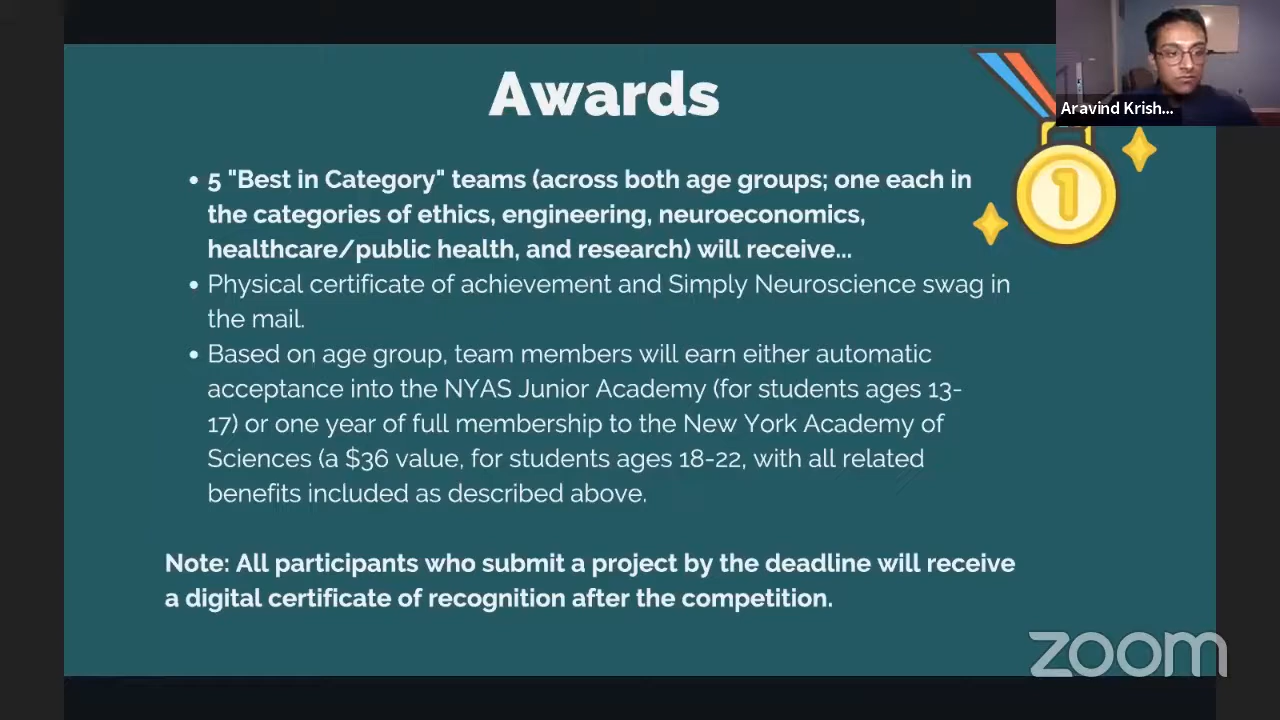 Awards
Aravind Krish...
1
• 5 "Best in Category" teams (across both age groups; one each in
the categories of ethics, engineering, neuroeconomics,
healthcare/public health, and research) will receive...
• Physical certificate of achievement and Simply Neuroscience swag in
the mail.
• Based on age group, team members will earn either automatic
acceptance into the NYAS Junior Academy (for students ages 13-
17) or one year of full membership to the New York Academy of
Sciences (a $36 value, for students ages 18-22, with all related
benefits included as described above.
Note: All participants who submit a project by the deadline will receive
a digital certificate of recognition after the competition.
zoom